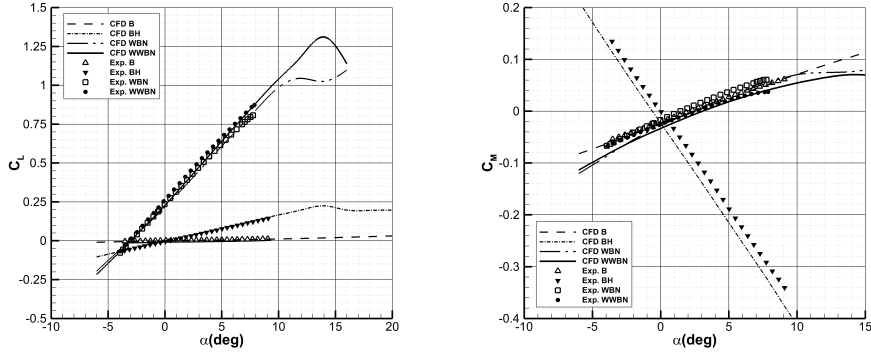 1.5
1.25
1
0.75
0.5
0.25
0
-0.25
-0.5
C_L
-10 -5 0 5 10 15 20
α(deg)
CFD B
CFD BH
CFD WBN
CFD WWBN
Exp. B
Exp. BH
Exp. WBN
Exp. WWBN
0.2
0.1
0
-0.1
-0.2
-0.3
-0.4
C_M
-10 -5 0 5 10 15
α(deg)
CFD B
CFD BH
CFD WBN
CFD WWBN
Exp. B
Exp. BH
Exp. WBN
Exp. WWBN